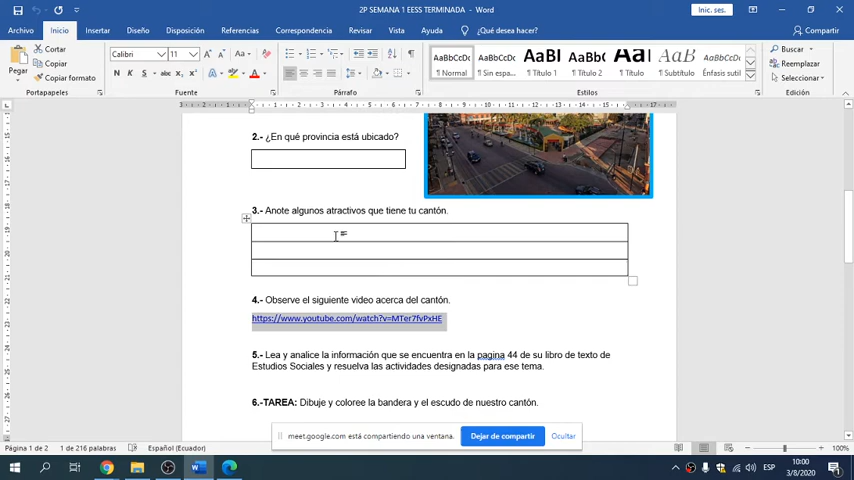 2P SEMANA 1 EESS TERMINADA - Word
Inic. ses.
Archivo Inicio Insertar Diseño Disposición Referencias Correspondencia Revisar Vista Ayuda ¿Qué desea hacer? Compartir
Pegar
Cortar
Copiar
Copiar formato
Portapapeles
Calibri 11
N K S
Fuente
Párrafo
AaBbCcDc AaBbCcDc AaBbC AaBbCc AaB AaBbCcD AaBbCcDc
¶ Normal ¶ Sin espa... ¶ Título 1 ¶ Título 2 ¶ Título ¶ Subtítulo Énfasis sutil
Estilos
Buscar
Reemplazar
Seleccionar
Edición
2.- ¿En qué provincia está ubicado?
3.- Anote algunos atractivos que tiene tu cantón.
4.- Observe el siguiente video acerca del cantón.
https://www.youtube.com/watch?v=MTer7fvPxHE
5.- Lea y analice la información que se encuentra en la pagina 44 de su libro de texto de
Estudios Sociales y resuelva las actividades designadas para ese tema.
6.-TAREA: Dibuje y coloree la bandera y el escudo de nuestro cantón.
meet.google.com está compartiendo una ventana. Dejar de compartir Ocultar
Página 1 de 2 1 de 216 palabras Español (Ecuador) 100%
ESP
10:00
3/8/2020